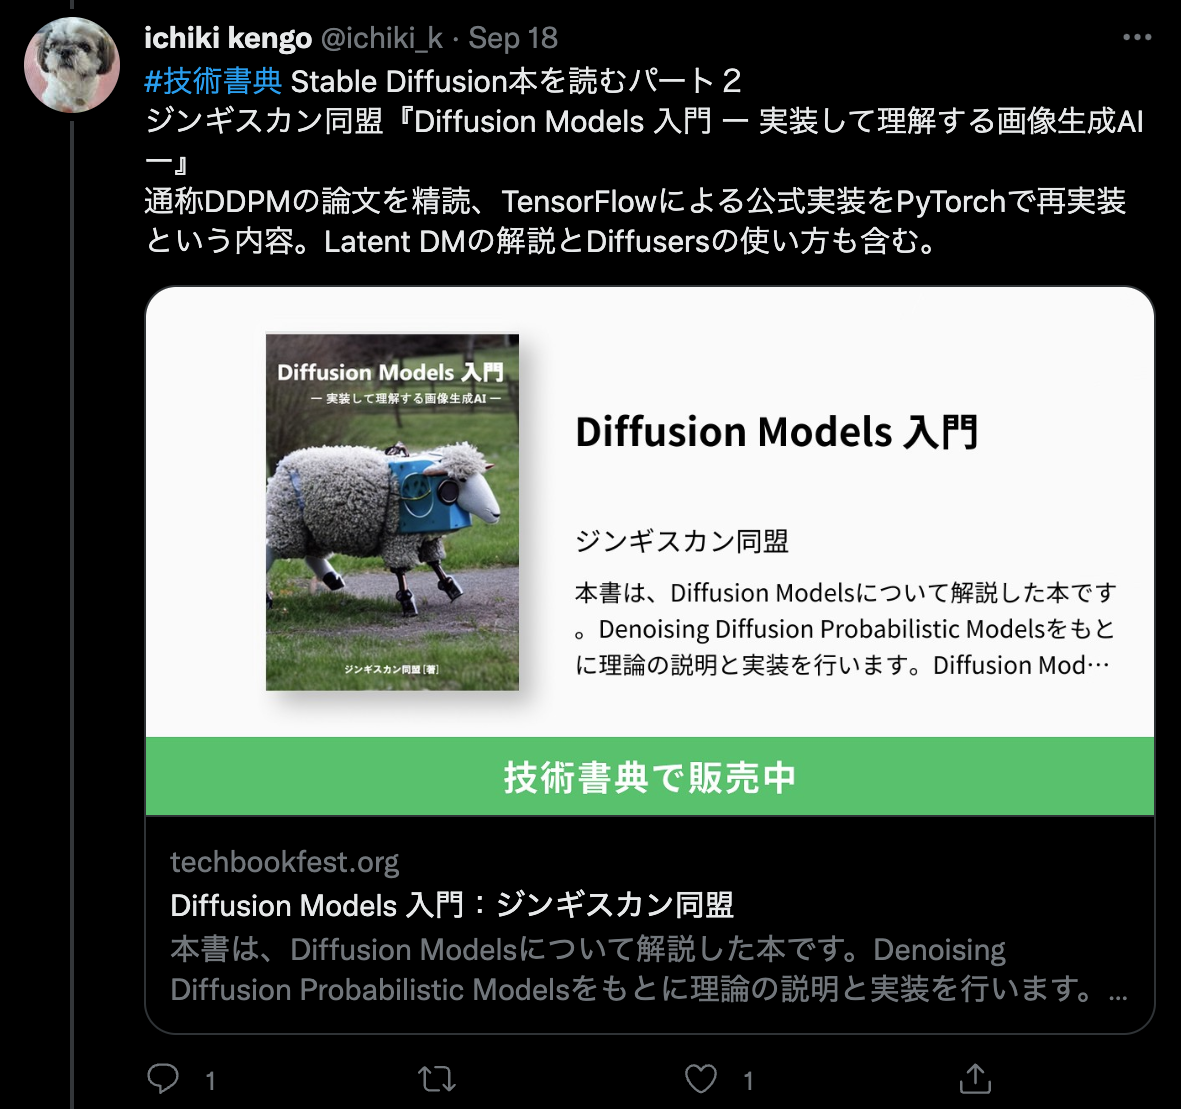 ichiki kengo @ichiki_k · Sep 18
#技術書典 Stable Diffusion本を読むパート２
ジンギスカン同盟『Diffusion Models 入門 ー 実装して理解する画像生成AI
ー』
通称DDPMの論文を精読、TensorFlowによる公式実装をPyTorchで再実装
という内容。Latent DMの解説とDiffusersの使い方も含む。
Diffusion Models 入門
ー 実装して理解する画像生成AI ー
ジンギスカン同盟 [著]
Diffusion Models 入門
ジンギスカン同盟
本書は、Diffusion Modelsについて解説した本です
。Denoising Diffusion Probabilistic Modelsをもと
に理論の説明と実装を行います。Diffusion Mod…
技術書典で販売中
techbookfest.org
Diffusion Models 入門：ジンギスカン同盟
本書は、Diffusion Modelsについて解説した本です。Denoising
Diffusion Probabilistic Modelsをもとに理論の説明と実装を行います。...
1
1